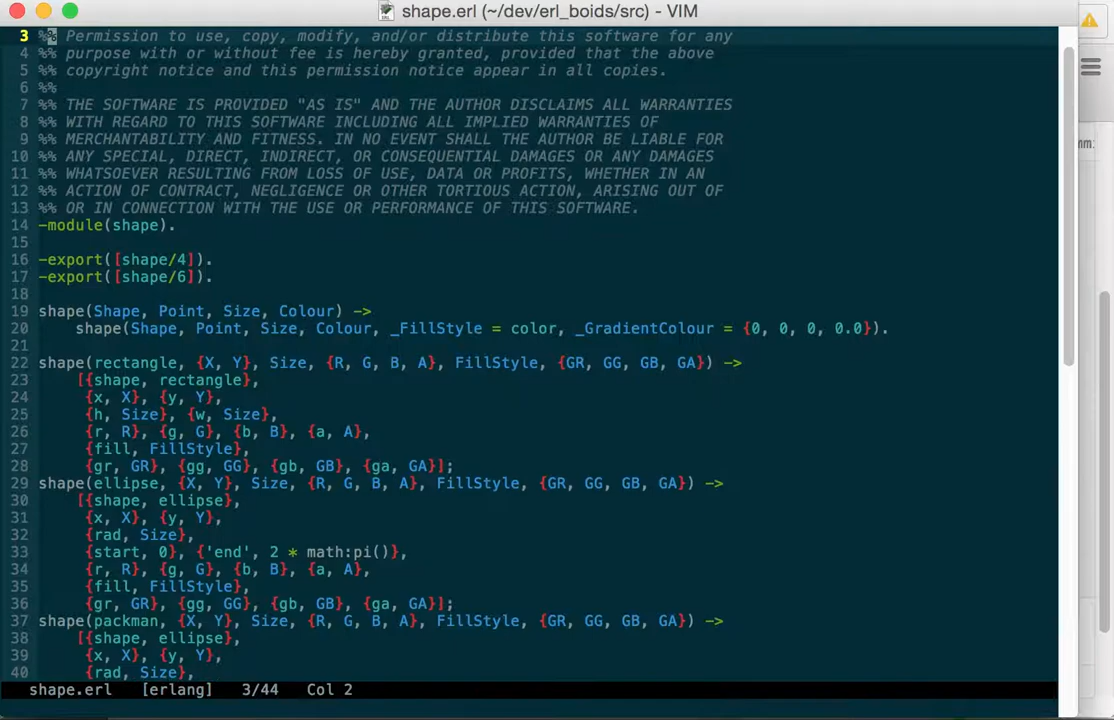 shape.erl (~/dev/erl_boids/src) - VIM
3 %% Permission to use, copy, modify, and/or distribute this software for any
4 %% purpose with or without fee is hereby granted, provided that the above
5 %% copyright notice and this permission notice appear in all copies.
6 %%
7 %% THE SOFTWARE IS PROVIDED "AS IS" AND THE AUTHOR DISCLAIMS ALL WARRANTIES
8 %% WITH REGARD TO THIS SOFTWARE INCLUDING ALL IMPLIED WARRANTIES OF
9 %% MERCHANTABILITY AND FITNESS. IN NO EVENT SHALL THE AUTHOR BE LIABLE FOR
10 %% ANY SPECIAL, DIRECT, INDIRECT, OR CONSEQUENTIAL DAMAGES OR ANY DAMAGES
11 %% WHATSOEVER RESULTING FROM LOSS OF USE, DATA OR PROFITS, WHETHER IN AN
12 %% ACTION OF CONTRACT, NEGLIGENCE OR OTHER TORTIOUS ACTION, ARISING OUT OF
13 %% OR IN CONNECTION WITH THE USE OR PERFORMANCE OF THIS SOFTWARE.
14 -module(shape).
15
16 -export([shape/4]).
17 -export([shape/6]).
18
19 shape(Shape, Point, Size, Colour) ->
20     shape(Shape, Point, Size, Colour, _FillStyle = color, _GradientColour = {0, 0, 0, 0.0}).
21
22 shape(rectangle, {X, Y}, Size, {R, G, B, A}, FillStyle, {GR, GG, GB, GA}) ->
23     [{shape, rectangle},
24      {x, X}, {y, Y},
25      {h, Size}, {w, Size},
26      {r, R}, {g, G}, {b, B}, {a, A},
27      {fill, FillStyle},
28      {gr, GR}, {gg, GG}, {gb, GB}, {ga, GA}];
29 shape(ellipse, {X, Y}, Size, {R, G, B, A}, FillStyle, {GR, GG, GB, GA}) ->
30     [{shape, ellipse},
31      {x, X}, {y, Y},
32      {rad, Size},
33      {start, 0}, {'end', 2 * math:pi()},
34      {r, R}, {g, G}, {b, B}, {a, A},
35      {fill, FillStyle},
36      {gr, GR}, {gg, GG}, {gb, GB}, {ga, GA}];
37 shape(packman, {X, Y}, Size, {R, G, B, A}, FillStyle, {GR, GG, GB, GA}) ->
38     [{shape, ellipse},
39      {x, X}, {y, Y},
40      {rad, Size},
shape.erl [erlang] 3/44 Col 2